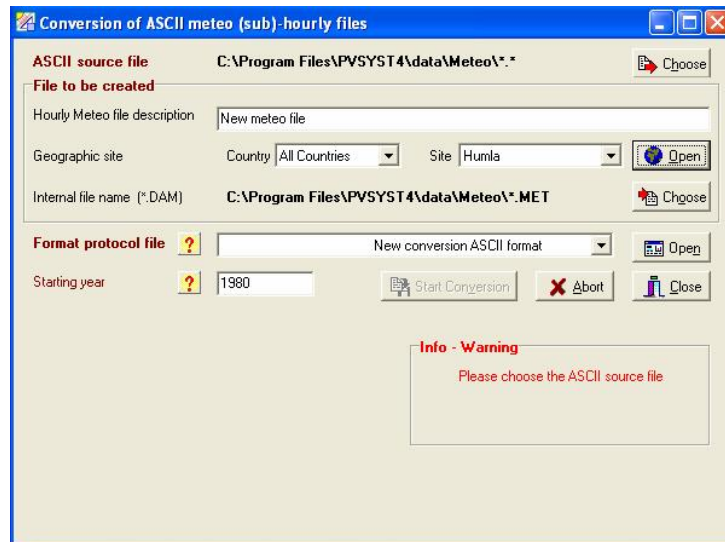 Conversion of ASCII meteo (sub)-hourly files
ASCII source file C:\Program Files\PVSYST4\data\Meteo\*.* Choose
File to be created
Hourly Meteo file description New meteo file
Geographic site Country All Countries Site Humla Open
Internal file name (*.DAM) C:\Program Files\PVSYST4\data\Meteo\*.MET Choose
Format protocol file ? New conversion ASCII format Open
Starting year ? 1980 Start Conversion Abort Close
Info - Warning
Please choose the ASCII source file